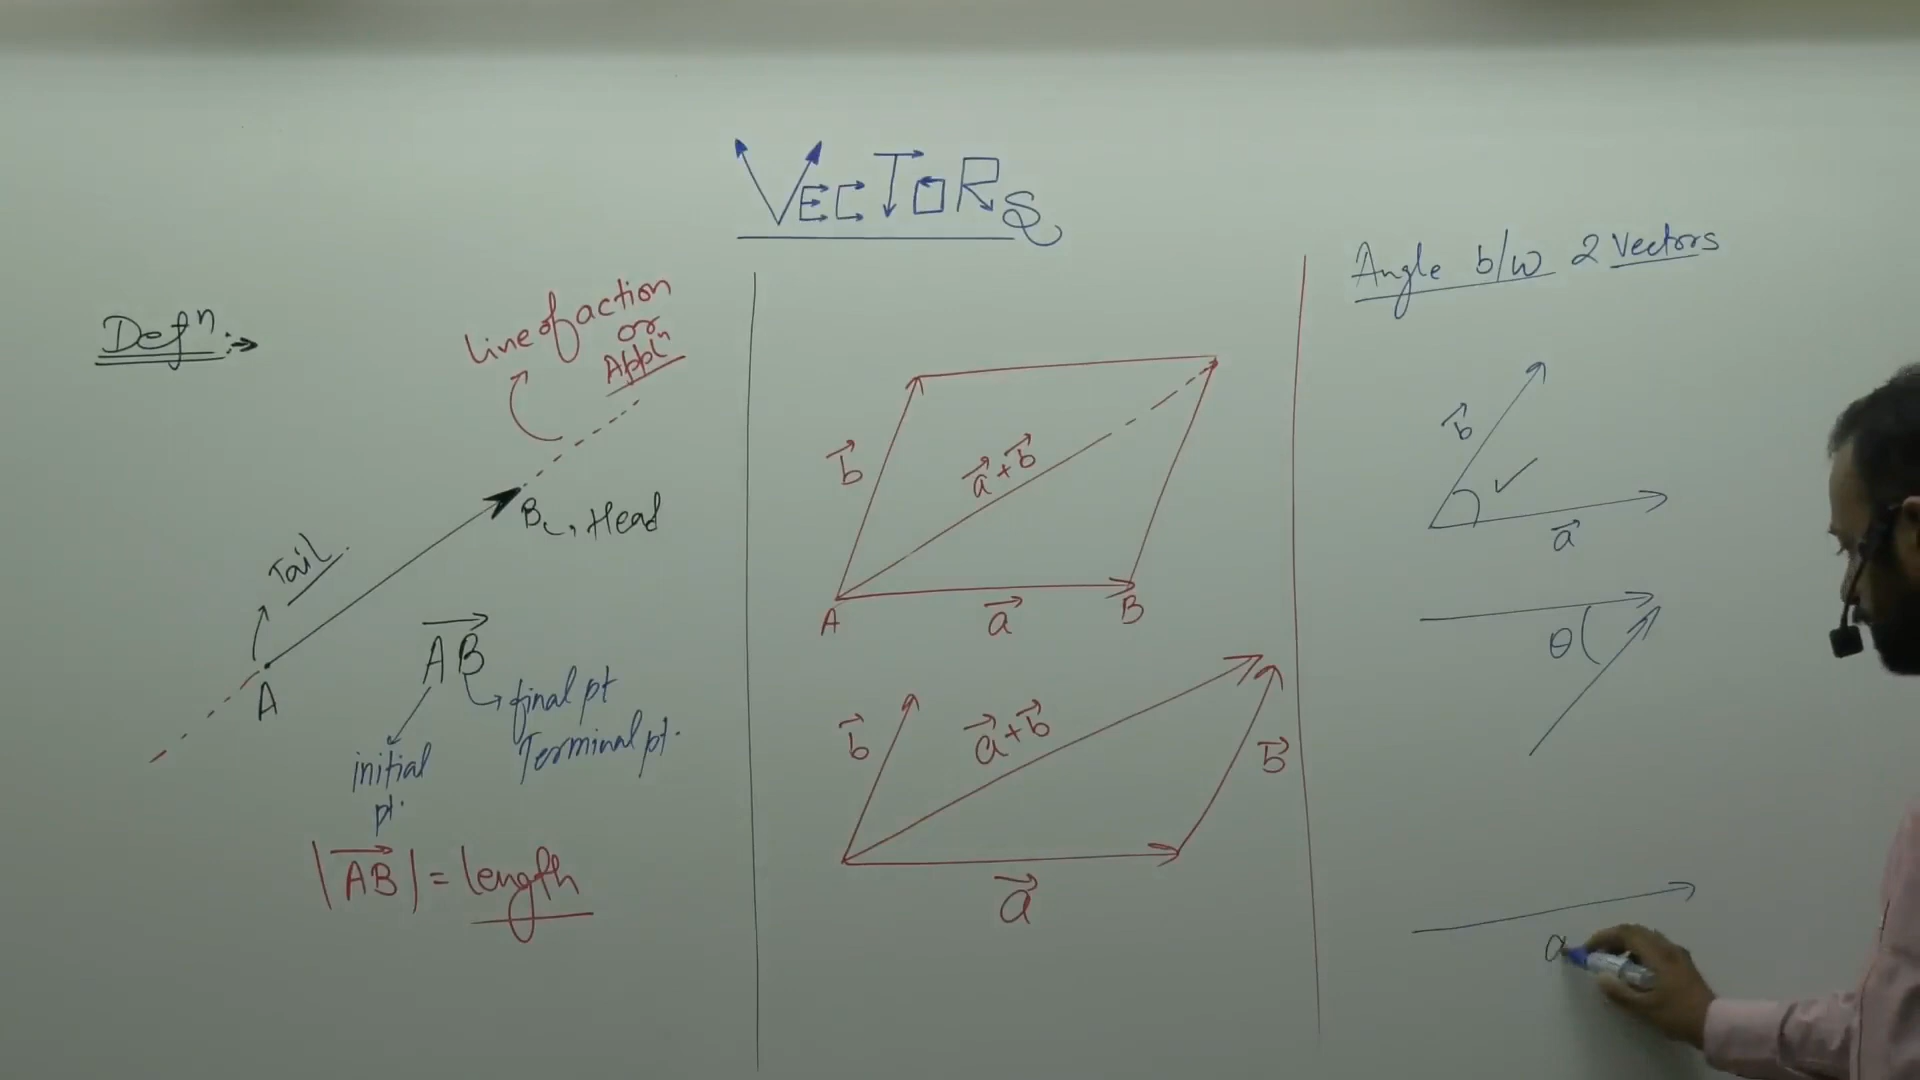 VECTORS
Defn :→
Line of action
or
Appln
Tail
B, Head
A
AB
final pt
Terminal pt.
initial
pt.
|AB| = length
b
a+b
A
a
B
b
a+b
b
a
Angle b/w 2 Vectors
b
a
θ
a